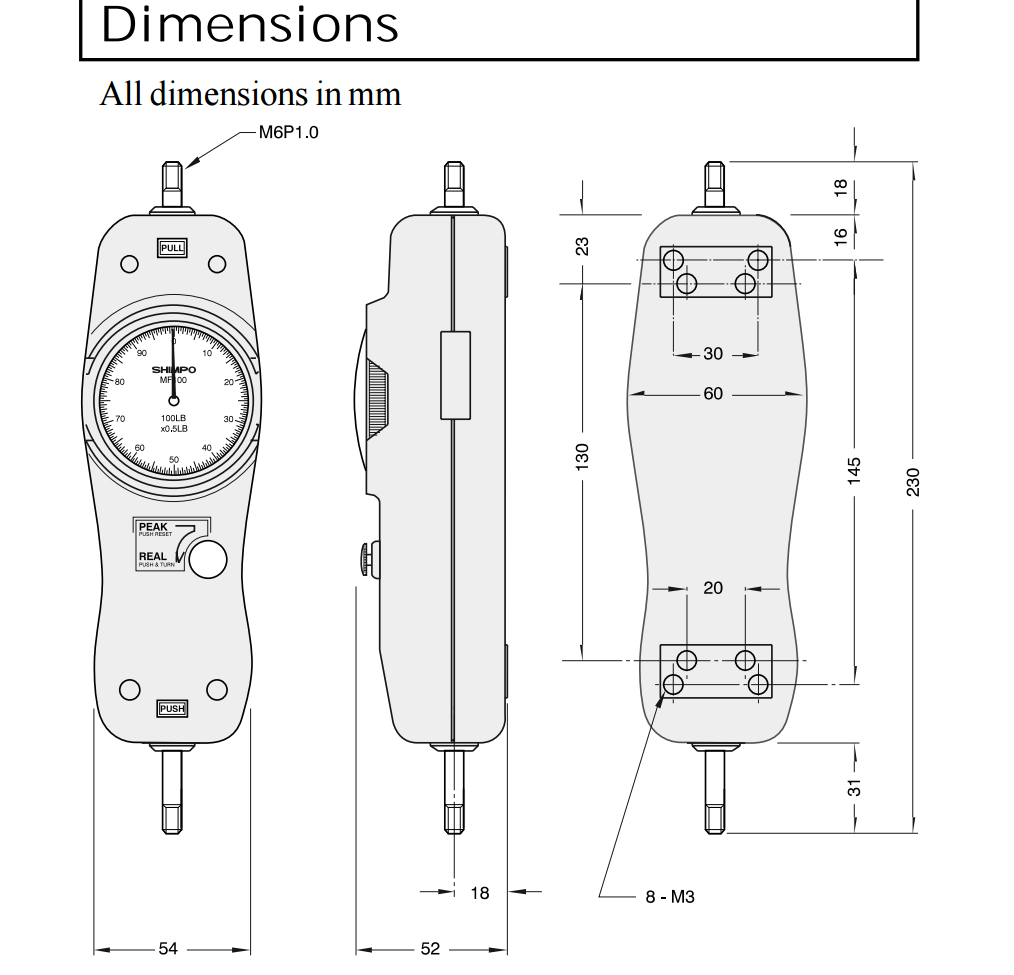 Dimensions
All dimensions in mm
M6P1.0
PULL
0
10
20
30
40
50
60
70
80
90
SHIMPO
MF100
100LB
x0.5LB
PEAK
PUSH RESET
REAL
PUSH & TURN
PUSH
54
18
52
23
130
30
60
20
8 - M3
18
16
145
230
31